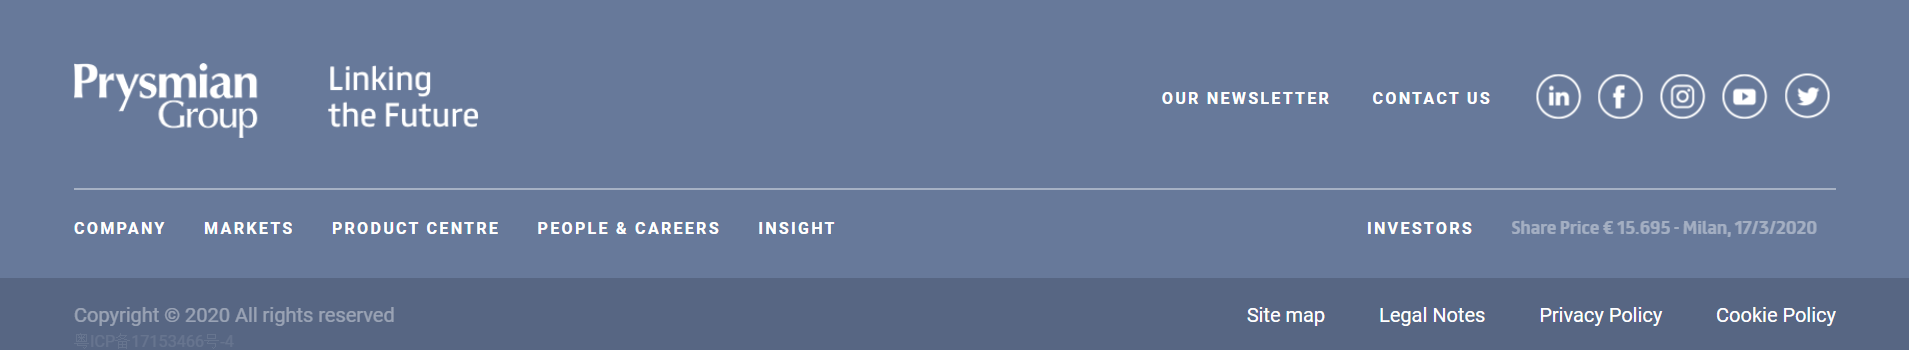 Prysmian
Group
Linking
the Future
OUR NEWSLETTER
CONTACT US
COMPANY
MARKETS
PRODUCT CENTRE
PEOPLE & CAREERS
INSIGHT
INVESTORS
Share Price € 15.695 - Milan, 17/3/2020
Copyright © 2020 All rights reserved
粤ICP备17153466号-4
Site map
Legal Notes
Privacy Policy
Cookie Policy